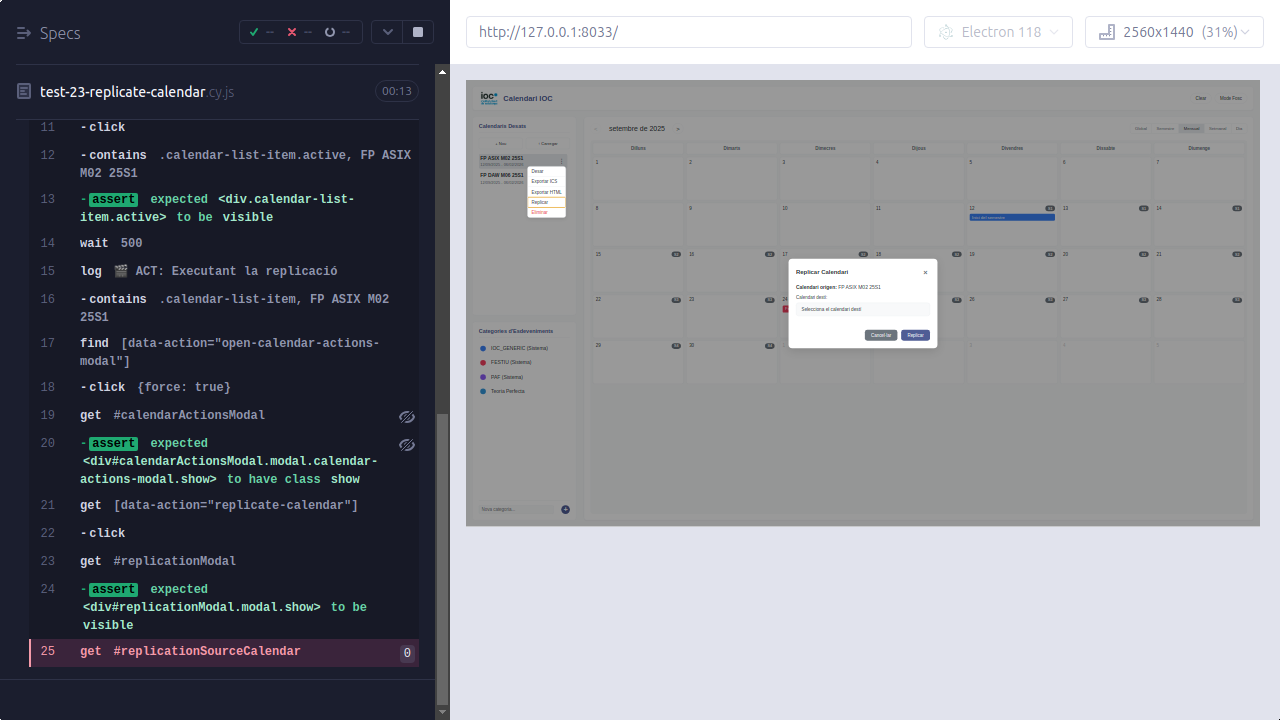 Specs
--
--
--
test-23-replicate-calendar.cy.js
00:13
11 -click
12 -contains .calendar-list-item.active, FP ASIX
M02 25S1
13 -assert expected <div.calendar-list-
item.active> to be visible
14 wait 500
15 log 🎬 ACT: Executant la replicació
16 -contains .calendar-list-item, FP ASIX M02
25S1
17 find [data-action="open-calendar-actions-
modal"]
18 -click {force: true}
19 get #calendarActionsModal
20 -assert expected
<div#calendarActionsModal.modal.calendar-
actions-modal.show> to have class show
21 get [data-action="replicate-calendar"]
22 -click
23 get #replicationModal
24 -assert expected
<div#replicationModal.modal.show> to be
visible
25 get #replicationSourceCalendar 0
http://127.0.0.1:8033/
Electron 118
2560x1440 (31%)
ioc
Calendari IOC
Clear
Mode Fosc
Calendaris Desats
+ Nou
FP ASIX M02 25S1
FP DAW M06 25S1
Desar
Exportar ICS
Exportar HTML
Replicar
Eliminar
setembre de 2025
Global
Semestre
Mensual
Setmanal
Dia
Dilluns
Dimarts
Dimecres
Dijous
Divendres
Dissabte
Diumenge
1
2
3
4
5
6
7
8
9
10
11
12
Inici del semestre
13
14
15
16
17
18
19
20
21
22
23
26
27
28
29
30
Replicar Calendari ×
Calendari origen: FP ASIX M02 25S1
Calendari destí:
Selecciona el calendari destí
Cancel·lar
Replicar
Categories d'Esdeveniments
IOC_GENERIC (Sistema)
FESTIU (Sistema)
PAF (Sistema)
Teoria Perfecta
Nova categoria...
+